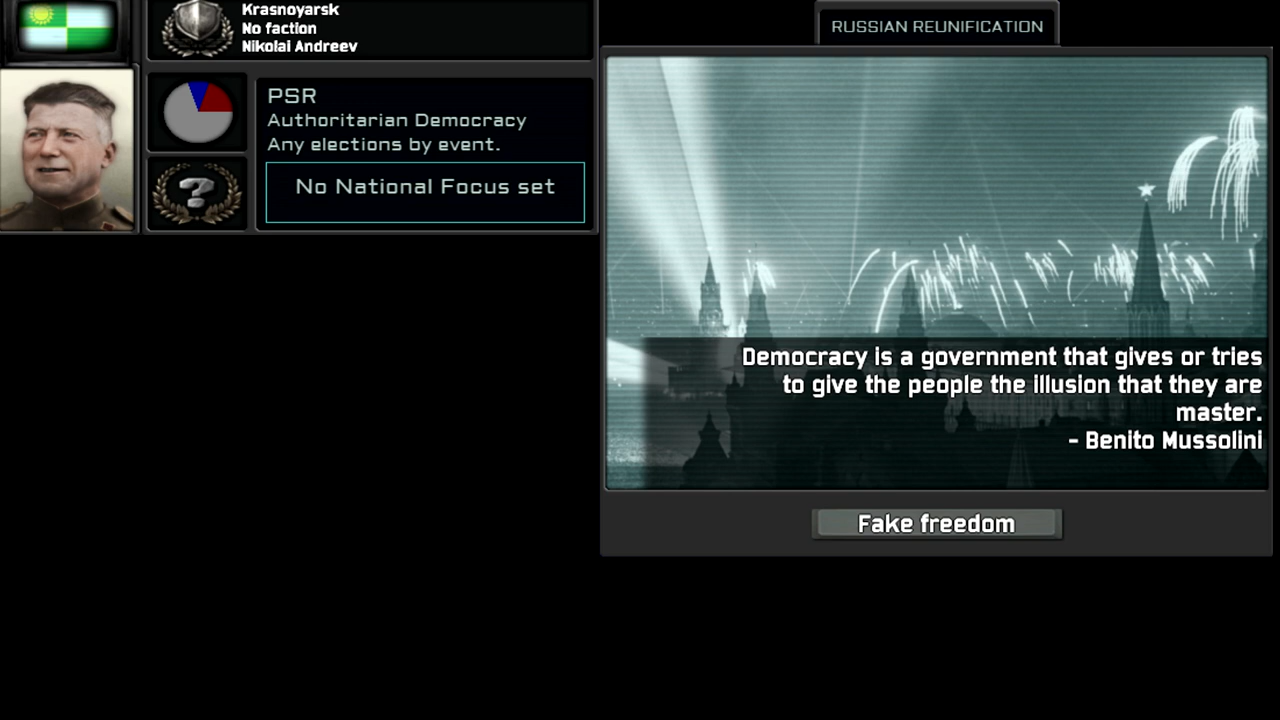 Krasnoyarsk
No faction
Nikolai Andreev
PSR
Authoritarian Democracy
Any elections by event.
No National Focus set
RUSSIAN REUNIFICATION
Democracy is a government that gives or tries
to give the people the illusion that they are
master.
- Benito Mussolini
Fake freedom